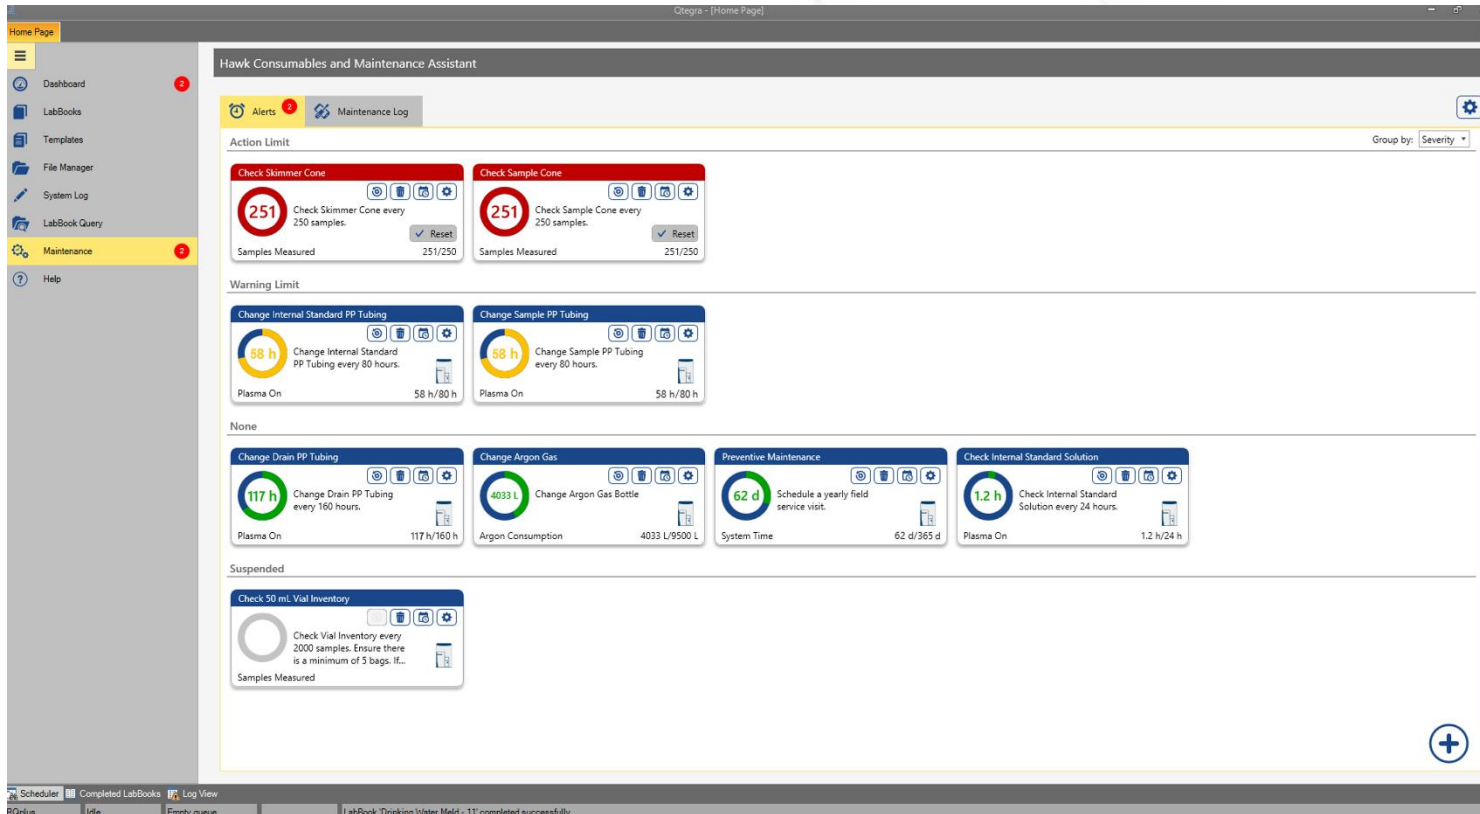 Qtegra - [Home Page]
Home Page
Dashboard 2
LabBooks
Templates
File Manager
System Log
LabBook Query
Maintenance 2
Help
Hawk Consumables and Maintenance Assistant
Alerts 2 Maintenance Log
Action Limit
Group by: Severity
Check Skimmer Cone
251
Check Skimmer Cone every
250 samples.
Reset
Samples Measured 251/250
Check Sample Cone
251
Check Sample Cone every
250 samples.
Reset
Samples Measured 251/250
Warning Limit
Change Internal Standard PP Tubing
58 h
Change Internal Standard
PP Tubing every 80 hours.
Plasma On 58 h/80 h
Change Sample PP Tubing
58 h
Change Sample PP Tubing
every 80 hours.
Plasma On 58 h/80 h
None
Change Drain PP Tubing
117 h
Change Drain PP Tubing
every 160 hours.
Plasma On 117 h/160 h
Change Argon Gas
4033 L
Change Argon Gas Bottle
Argon Consumption 4033 L/9500 L
Preventive Maintenance
62 d
Schedule a yearly field
service visit.
System Time 62 d/365 d
Check Internal Standard Solution
1.2 h
Check Internal Standard
Solution every 24 hours.
Plasma On 1.2 h/24 h
Suspended
Check 50 mL Vial Inventory
Check Vial Inventory every
2000 samples. Ensure there
is a minimum of 5 bags. If...
Samples Measured
Scheduler Completed LabBooks Log View
RQplus Idle Empty queue LabBook 'Drinking Water Meld - 11' completed successfully